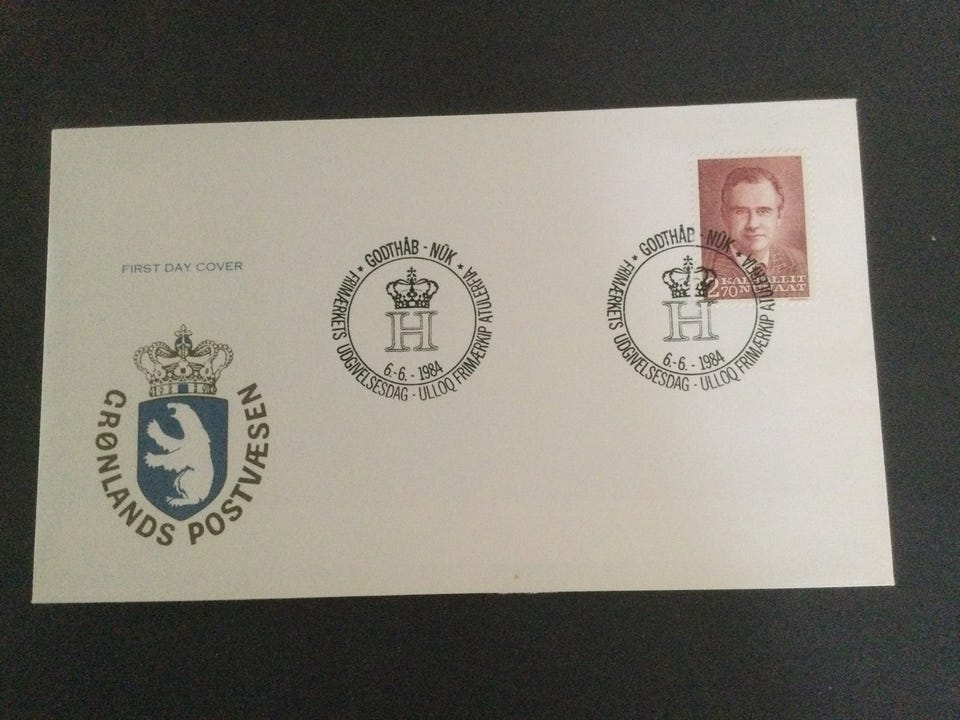 FIRST DAY COVER
GRØNLANDS POSTVÆSEN
★ GODTHÅB - NÛK ★
FRIMÆRKETS UDGIVELSESDAG - ULLOQ FRIMÆRKIP ATULERFIA
H
6.-6. - 1984
★ GODTHÅB - NÛK ★
FRIMÆRKETS UDGIVELSESDAG - ULLOQ FRIMÆRKIP ATULERFIA
H
6.-6. - 1984
KALAALLIT
270 NUNAAT